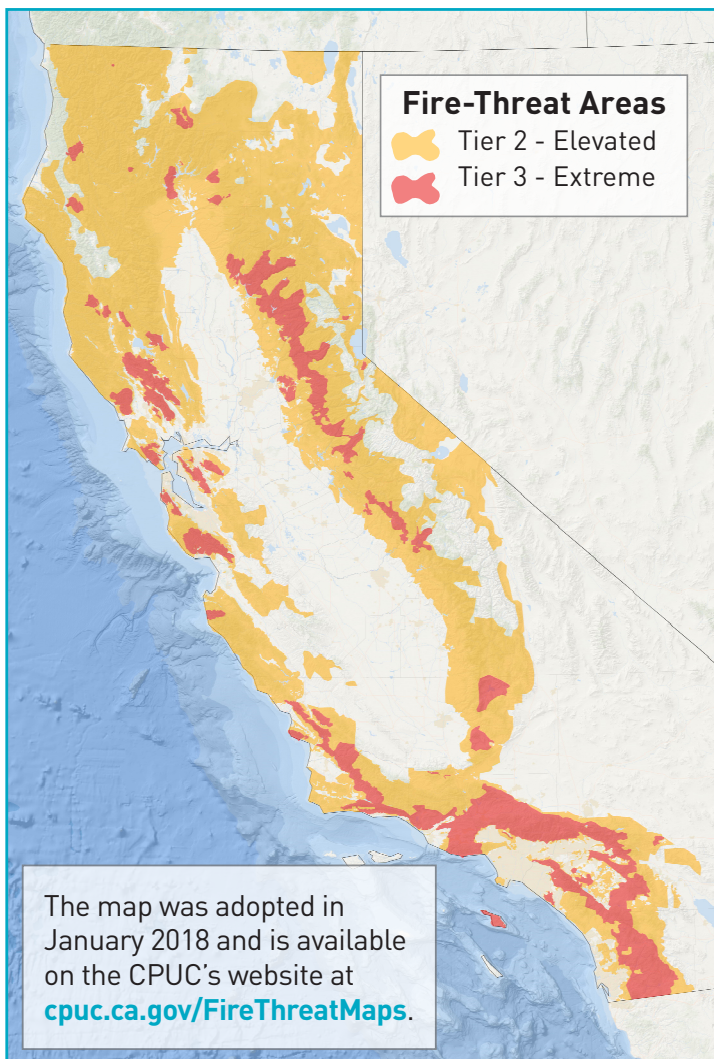 Fire-Threat Areas
Tier 2 - Elevated
Tier 3 - Extreme
The map was adopted in
January 2018 and is available
on the CPUC's website at
cpuc.ca.gov/FireThreatMaps.